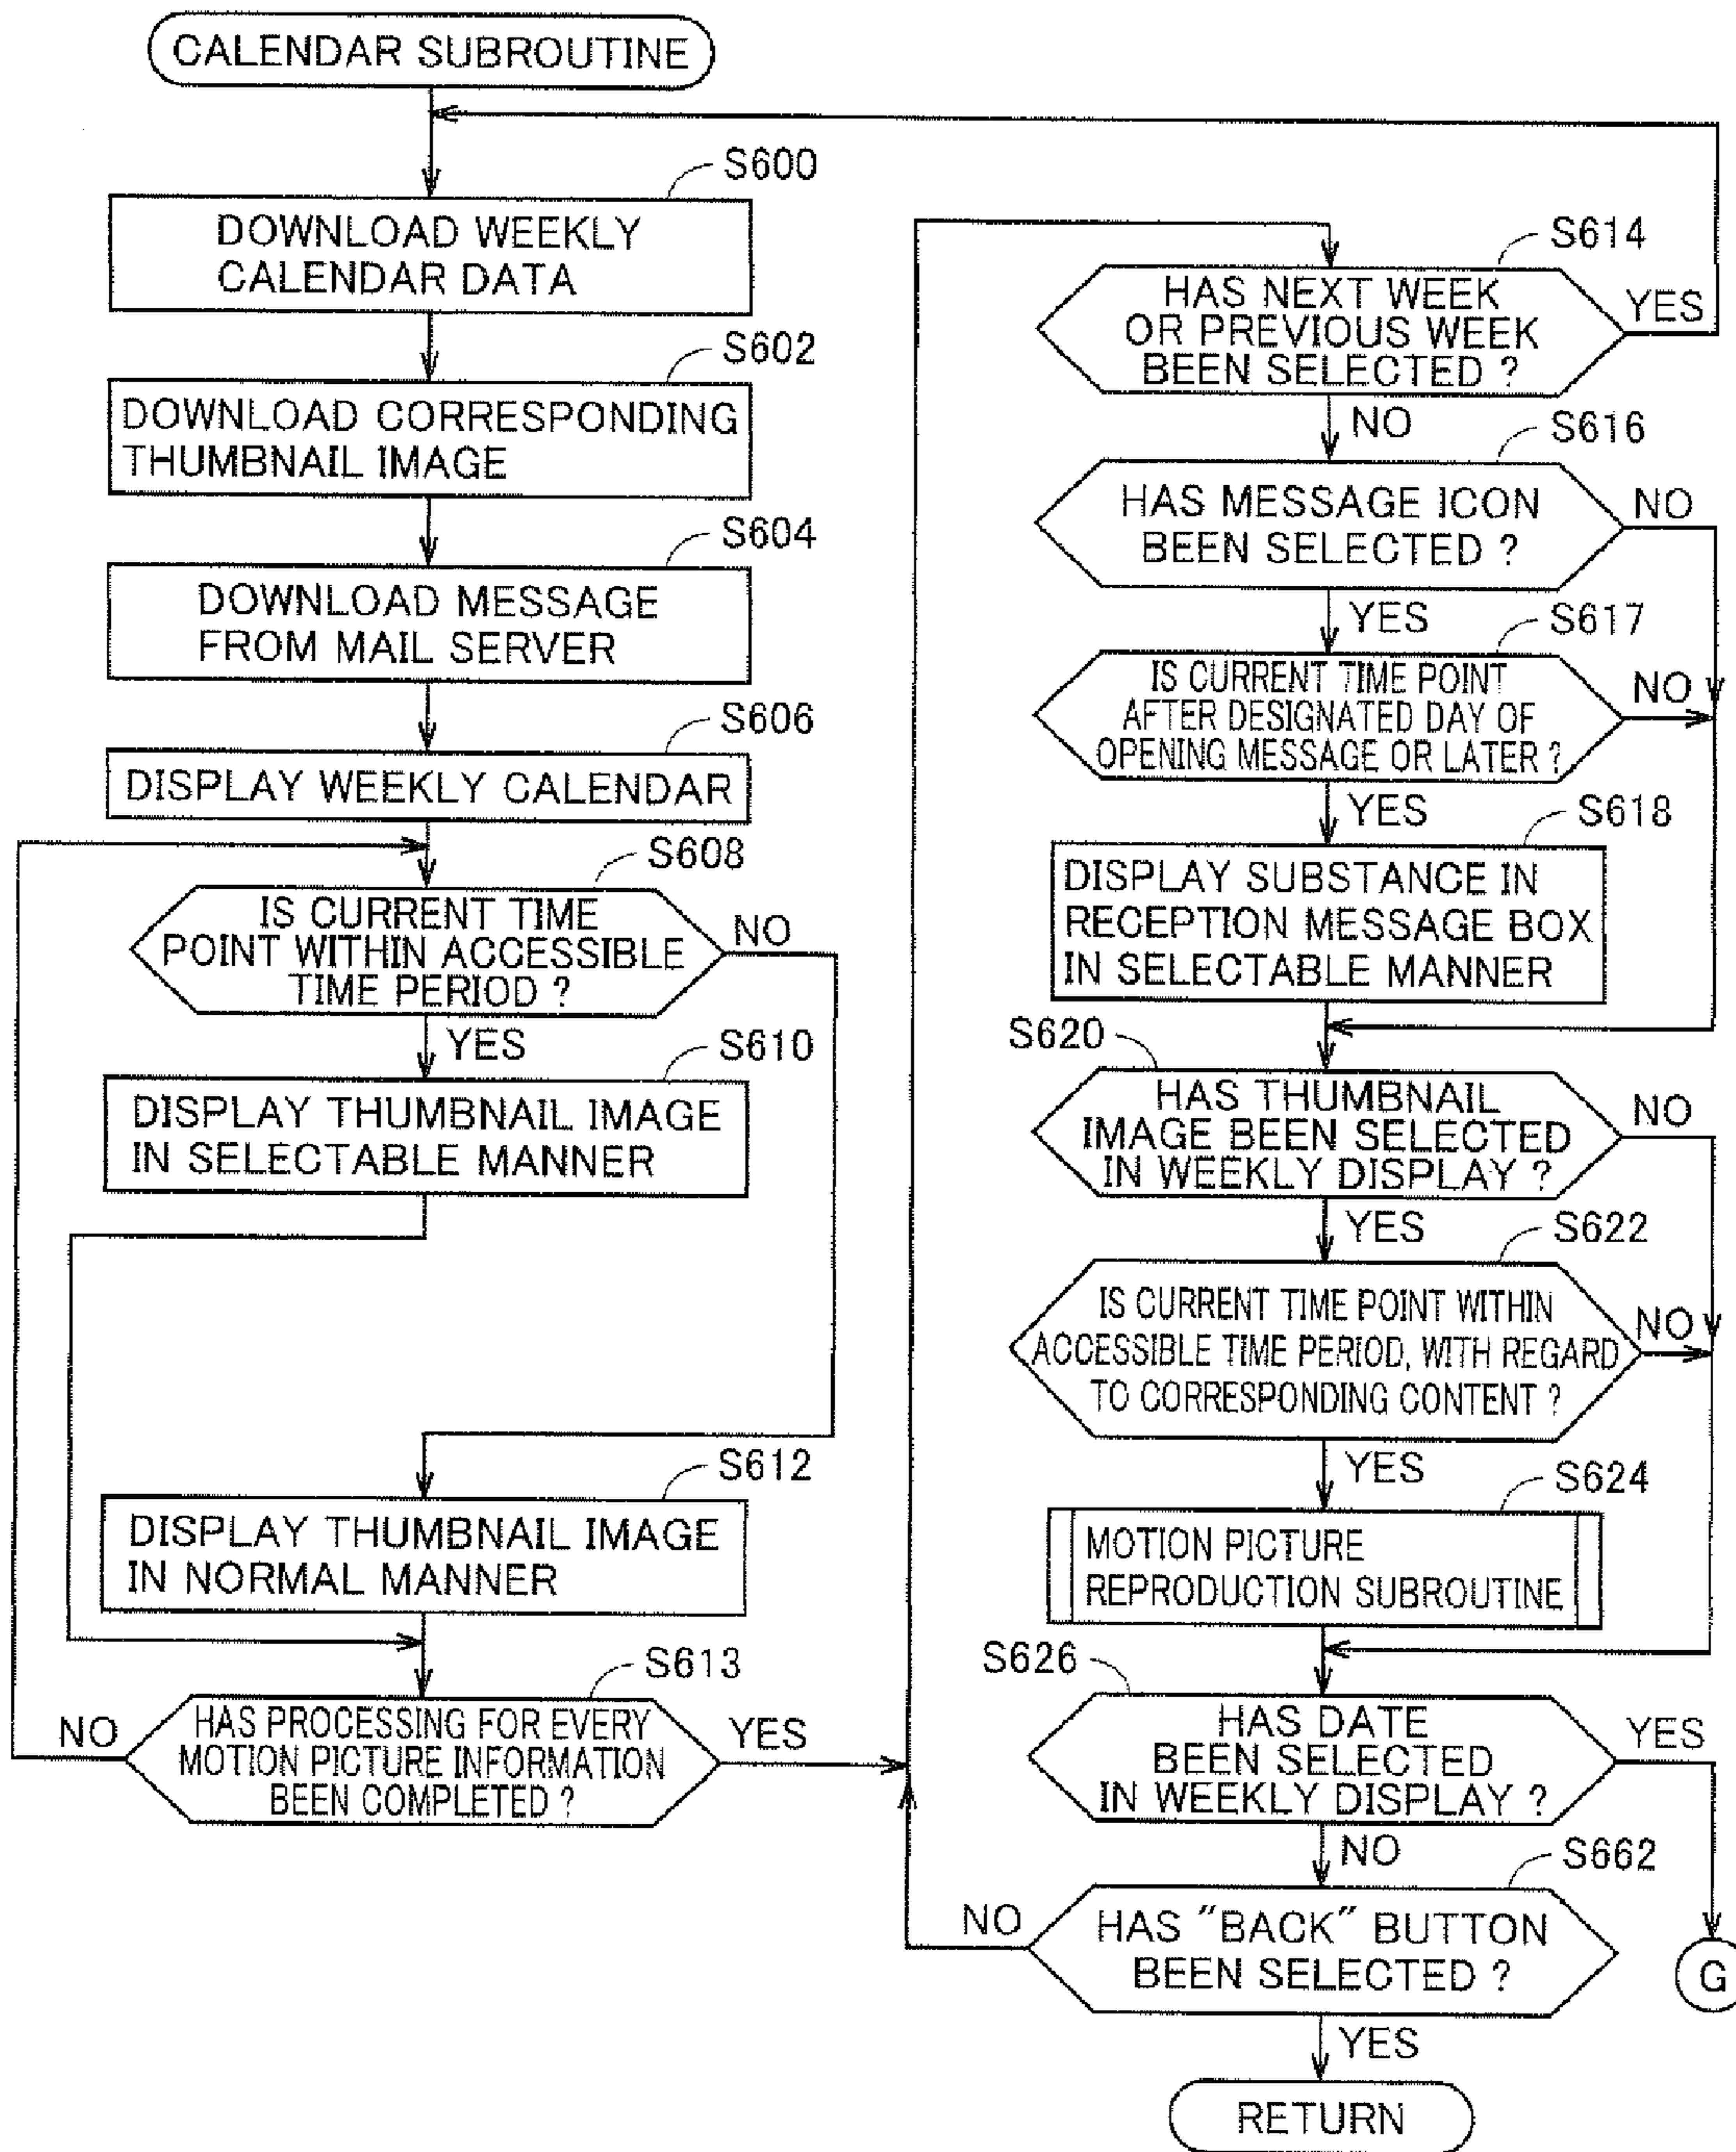 CALENDAR SUBROUTINE
S600
DOWNLOAD WEEKLY
CALENDAR DATA
S602
DOWNLOAD CORRESPONDING
THUMBNAIL IMAGE
S604
DOWNLOAD MESSAGE
FROM MAIL SERVER
S606
DISPLAY WEEKLY CALENDAR
S608
IS CURRENT TIME
POINT WITHIN ACCESSIBLE
TIME PERIOD ?
NO
YES
S610
DISPLAY THUMBNAIL IMAGE
IN SELECTABLE MANNER
S612
DISPLAY THUMBNAIL IMAGE
IN NORMAL MANNER
S613
HAS PROCESSING FOR EVERY
MOTION PICTURE INFORMATION
BEEN COMPLETED ?
NO
YES
S614
HAS NEXT WEEK
OR PREVIOUS WEEK
BEEN SELECTED ?
YES
NO
S616
HAS MESSAGE ICON
BEEN SELECTED ?
NO
YES
S617
IS CURRENT TIME POINT
AFTER DESIGNATED DAY OF
OPENING MESSAGE OR LATER ?
NO
YES
S618
DISPLAY SUBSTANCE IN
RECEPTION MESSAGE BOX
IN SELECTABLE MANNER
S620
HAS THUMBNAIL
IMAGE BEEN SELECTED
IN WEEKLY DISPLAY ?
NO
YES
S622
IS CURRENT TIME POINT WITHIN
ACCESSIBLE TIME PERIOD, WITH REGARD
TO CORRESPONDING CONTENT ?
NO
YES
S624
MOTION PICTURE
REPRODUCTION SUBROUTINE
S626
HAS DATE
BEEN SELECTED
IN WEEKLY DISPLAY ?
YES
NO
G
S662
HAS "BACK" BUTTON
BEEN SELECTED ?
NO
YES
RETURN